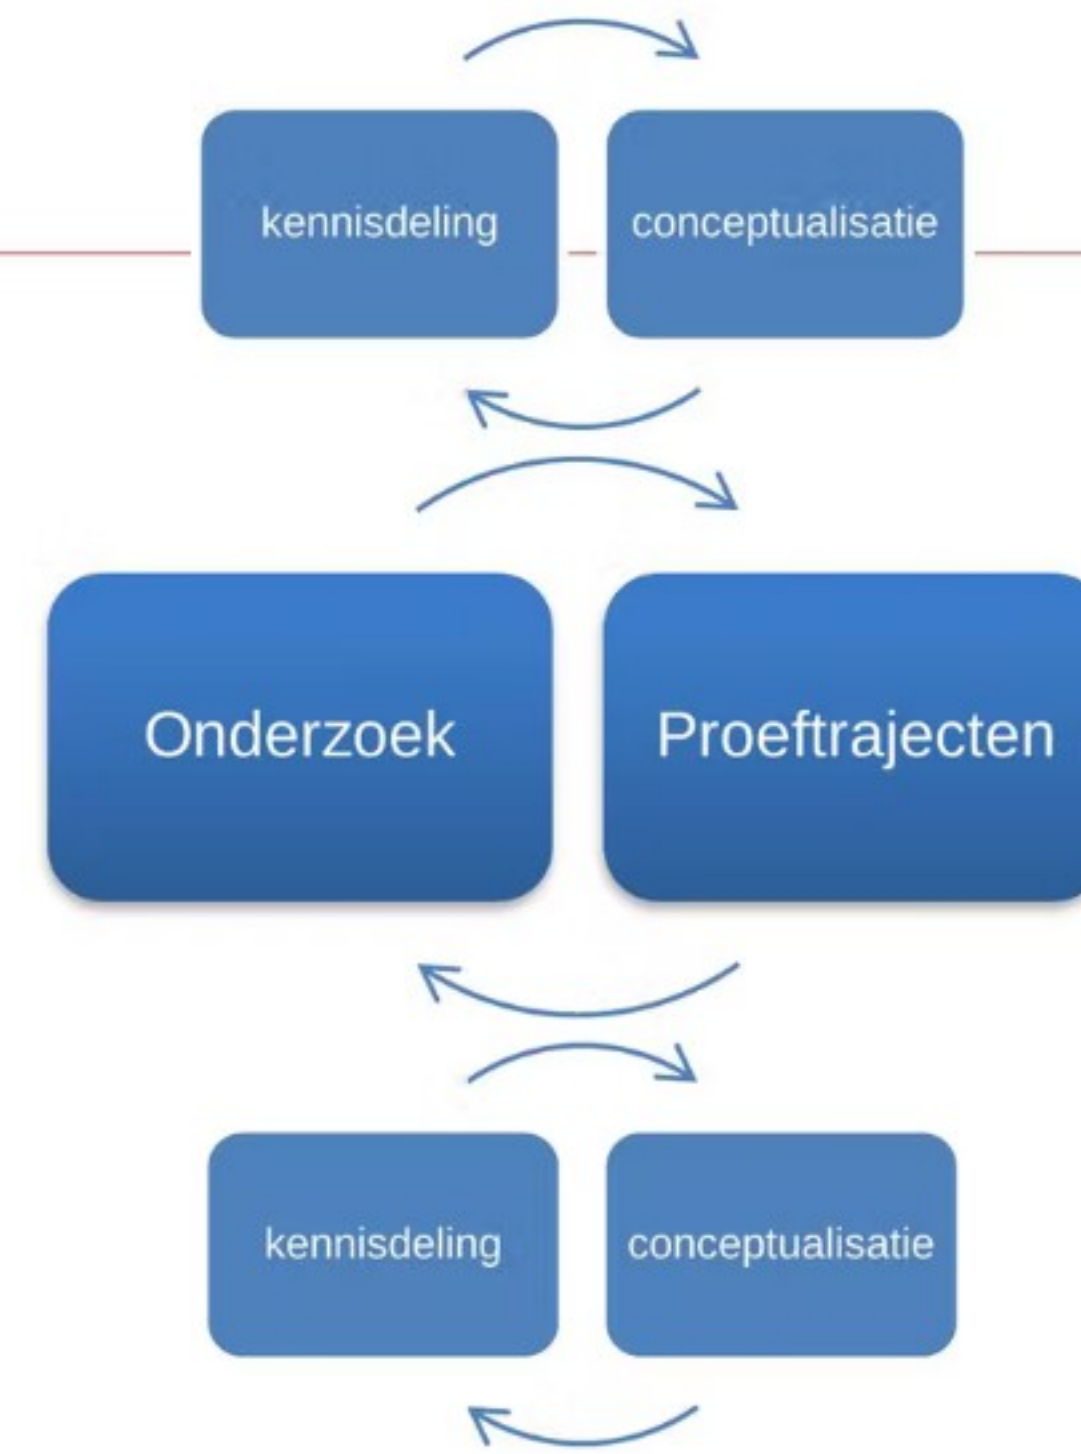 kennisdeling
conceptualisatie
Onderzoek
Proeftrajecten
kennisdeling
conceptualisatie